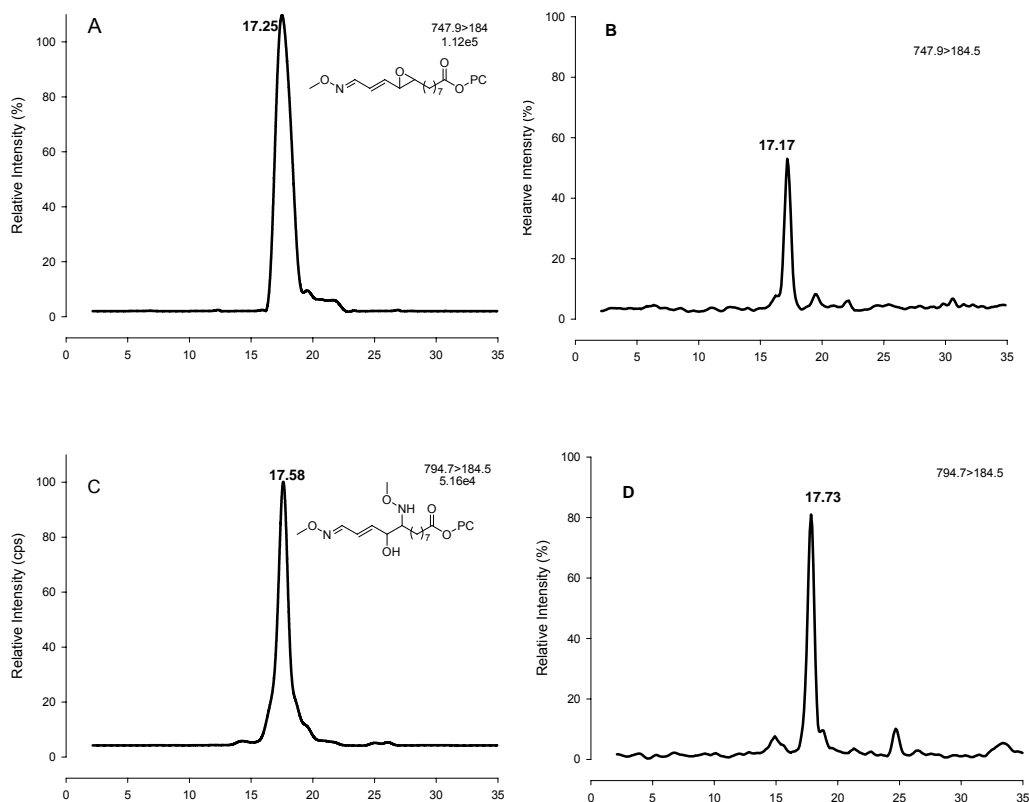 A
17.25
747.9>184
1.12e5
O
N
O
( )7
O
O
PC
Relative Intensity (%)
100
80
60
40
20
0
0 5 10 15 20 25 30 35
B
747.9>184.5
17.17
Relative Intensity (%)
100
80
60
40
20
0
0 5 10 15 20 25 30 35
C
17.58
794.7>184.5
5.16e4
O
NH
O
N
OH
( )7
O
O
PC
Relative Intensity (cps)
100
80
60
40
20
0
0 5 10 15 20 25 30 35
D
794.7>184.5
17.73
Relative Intensity (%)
100
80
60
40
20
0
0 5 10 15 20 25 30 35